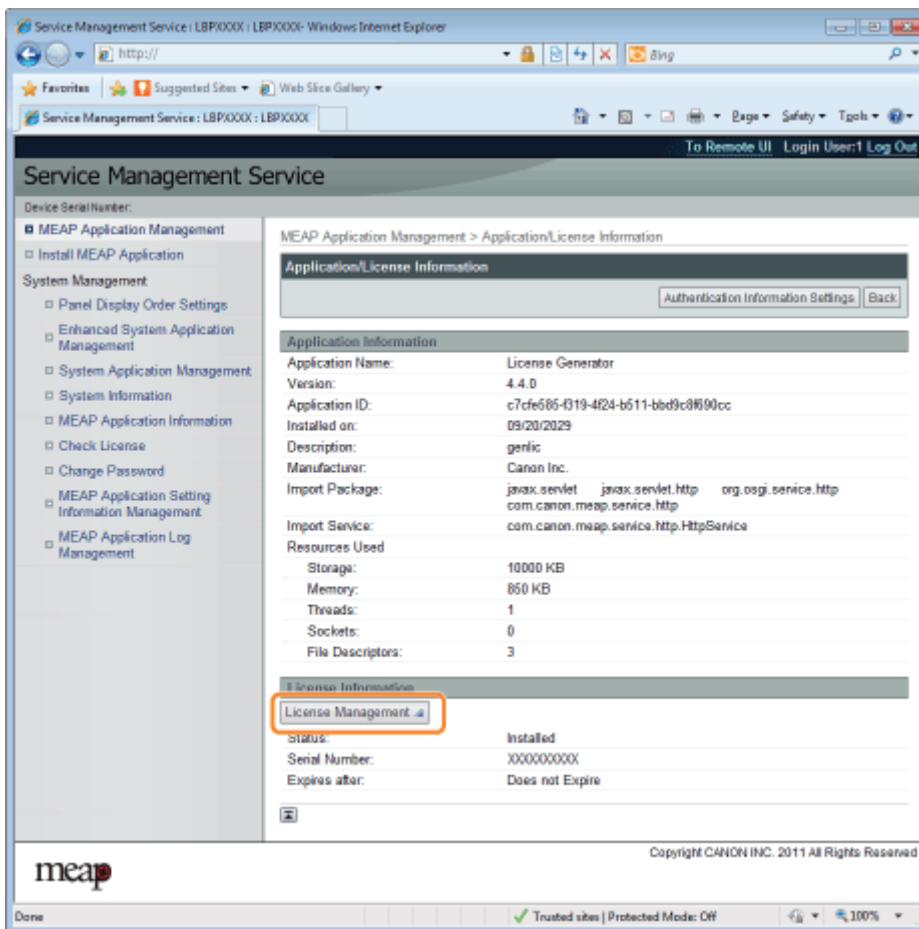 Service Management Service : LBPXXXX : LBPXXXX- Windows Internet Explorer
http://
Bing
Favorites Suggested Sites Web Slice Gallery
Service Management Service : LBPXXXX : LBPXXXX
Page Safety Tools
To Remote UI Login User:1 Log Out
Service Management Service
Device Serial Number:
MEAP Application Management
Install MEAP Application
System Management
Panel Display Order Settings
Enhanced System Application
Management
System Application Management
System Information
MEAP Application Information
Check License
Change Password
MEAP Application Setting
Information Management
MEAP Application Log
Management
MEAP Application Management > Application/License Information
Application/License Information
Authentication Information Settings Back
Application Information
Application Name: License Generator
Version: 4.4.0
Application ID: c7cfe585-f319-4f24-b511-bbd9c8f690cc
Installed on: 09/20/2029
Description: genlic
Manufacturer: Canon Inc.
Import Package: javax.servlet javax.servlet.http org.osgi.service.http
com.canon.meap.service.http
Import Service: com.canon.meap.service.http.HttpService
Resources Used
Storage: 10000 KB
Memory: 850 KB
Threads: 1
Sockets: 0
File Descriptors: 3
License Information
License Management
Status: Installed
Serial Number: XXXXXXXXXX
Expires after: Does not Expire
Copyright CANON INC. 2011 All Rights Reserved
meap
Done Trusted sites | Protected Mode: Off 100%